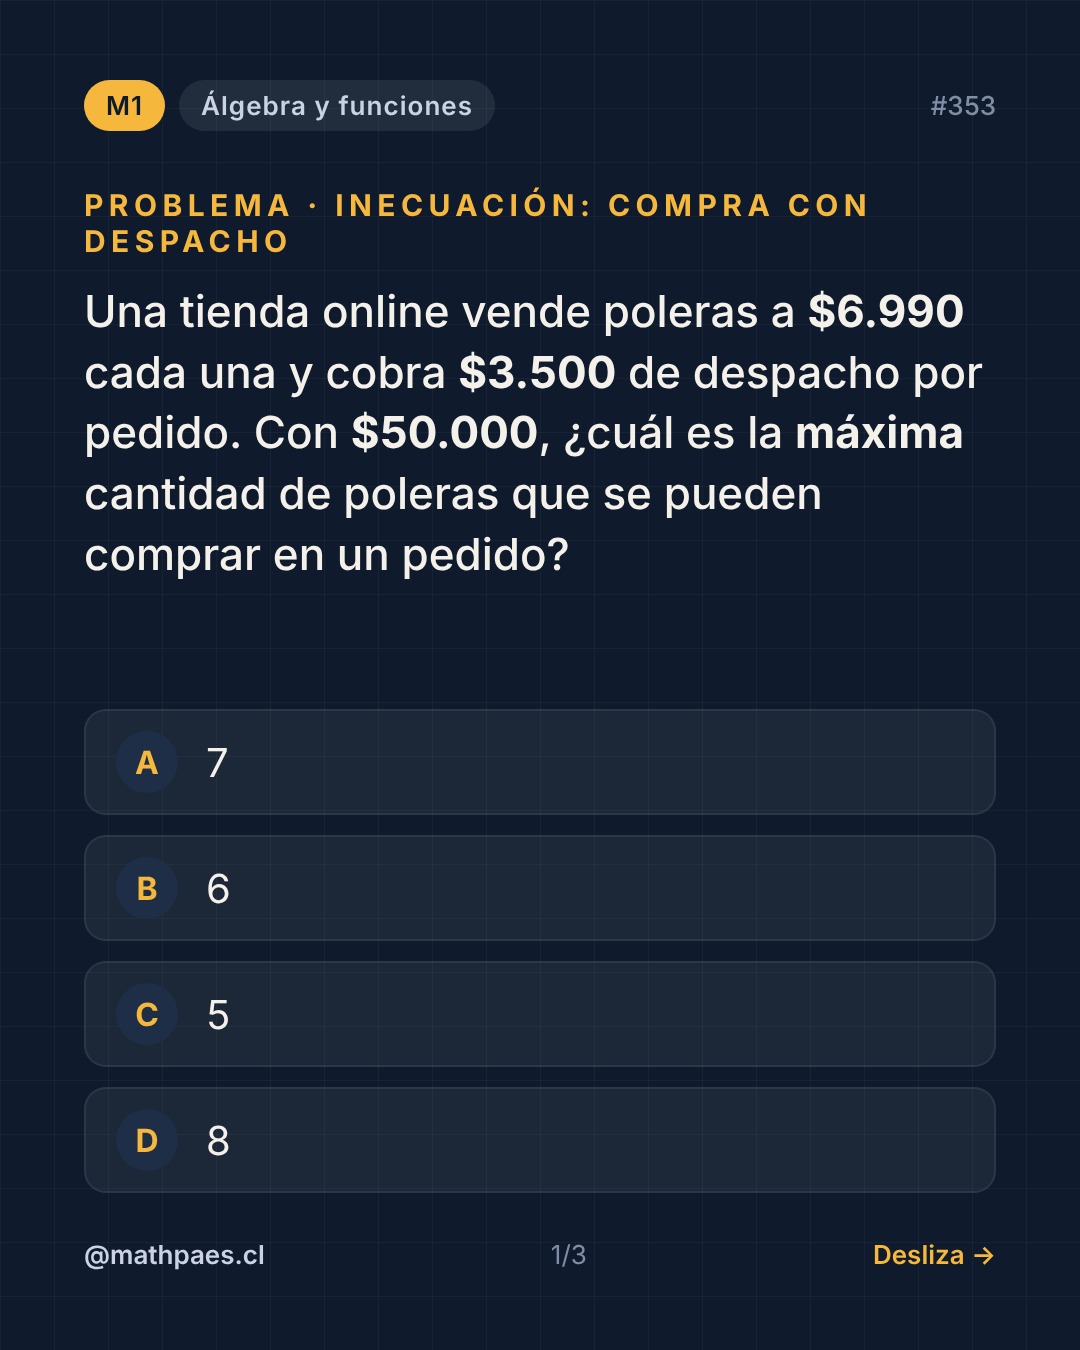 M1 Álgebra y funciones #353
PROBLEMA · INECUACIÓN: COMPRA CON
DESPACHO
Una tienda online vende poleras a $6.990
cada una y cobra $3.500 de despacho por
pedido. Con $50.000, ¿cuál es la máxima
cantidad de poleras que se pueden
comprar en un pedido?
A 7
B 6
C 5
D 8
@mathpaes.cl 1/3 Desliza →